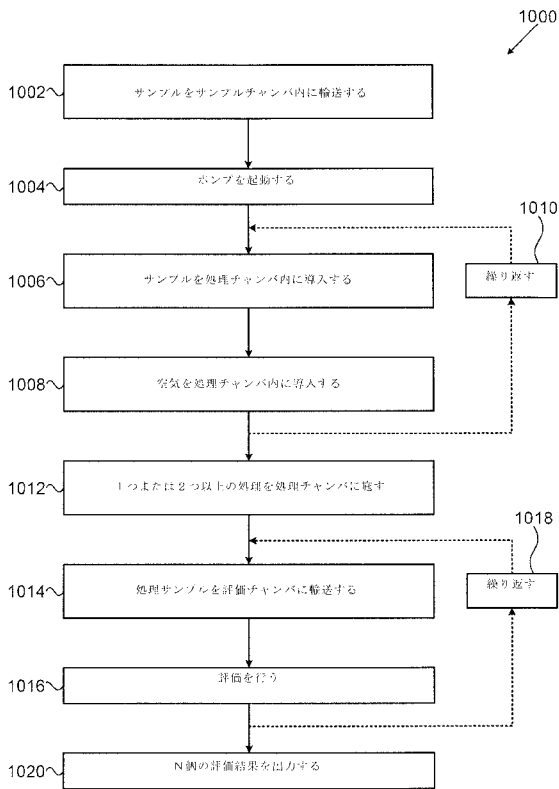 1000
1002
サンプルをサンプルチャンバ内に輸送する
1004
ポンプを起動する
1010
繰り返す
1006
サンプルを処理チャンバ内に導入する
1008
空気を処理チャンバ内に導入する
1012
1つまたは2つ以上の処理を処理チャンバに施す
1018
繰り返す
1014
処理サンプルを評価チャンバに輸送する
1016
評価を行う
1020
N個の評価結果を出力する